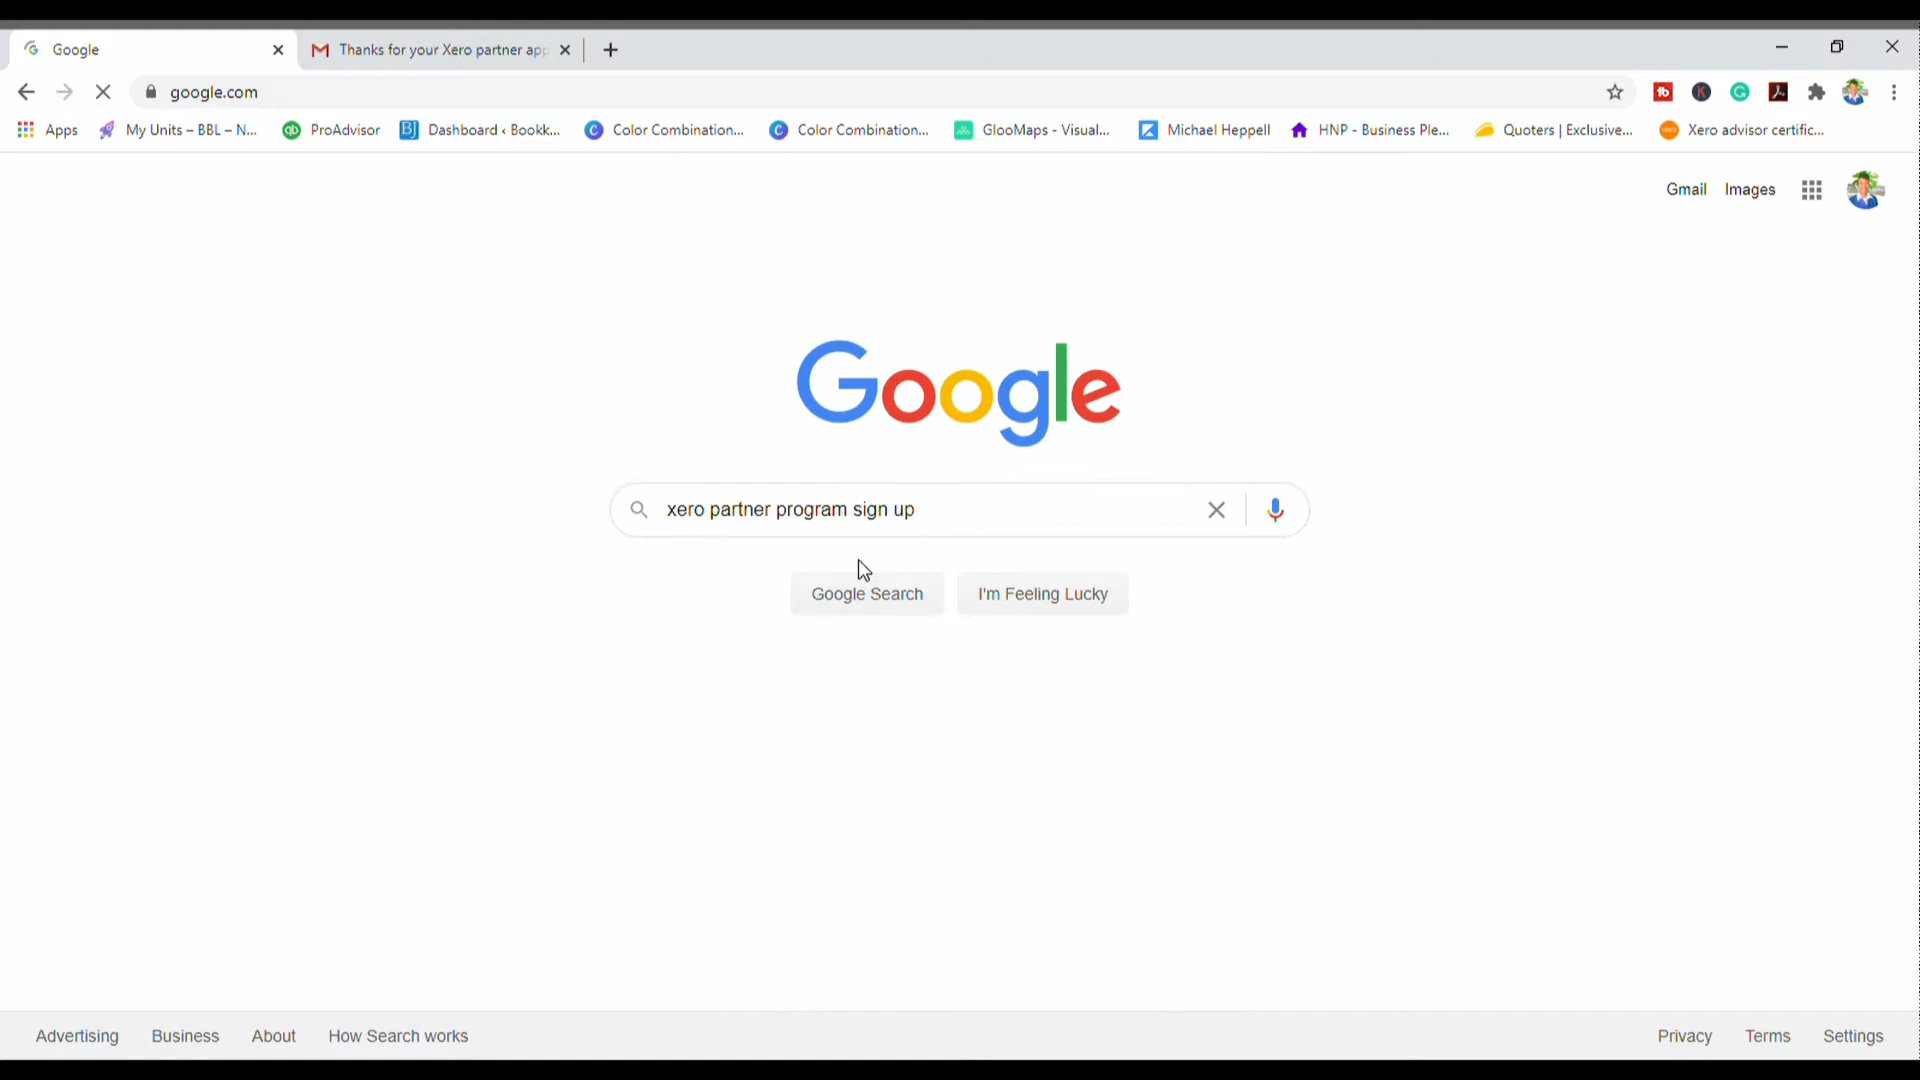 Google
Thanks for your Xero partner app
google.com
Apps
My Units – BBL – N...
ProAdvisor
Dashboard ‹ Bookk...
Color Combination...
Color Combination...
GlooMaps - Visual...
Michael Heppell
HNP - Business Ple...
Quoters | Exclusive...
Xero advisor certific...
Gmail
Images
Google
xero partner program sign up
Google Search
I'm Feeling Lucky
Advertising
Business
About
How Search works
Privacy
Terms
Settings